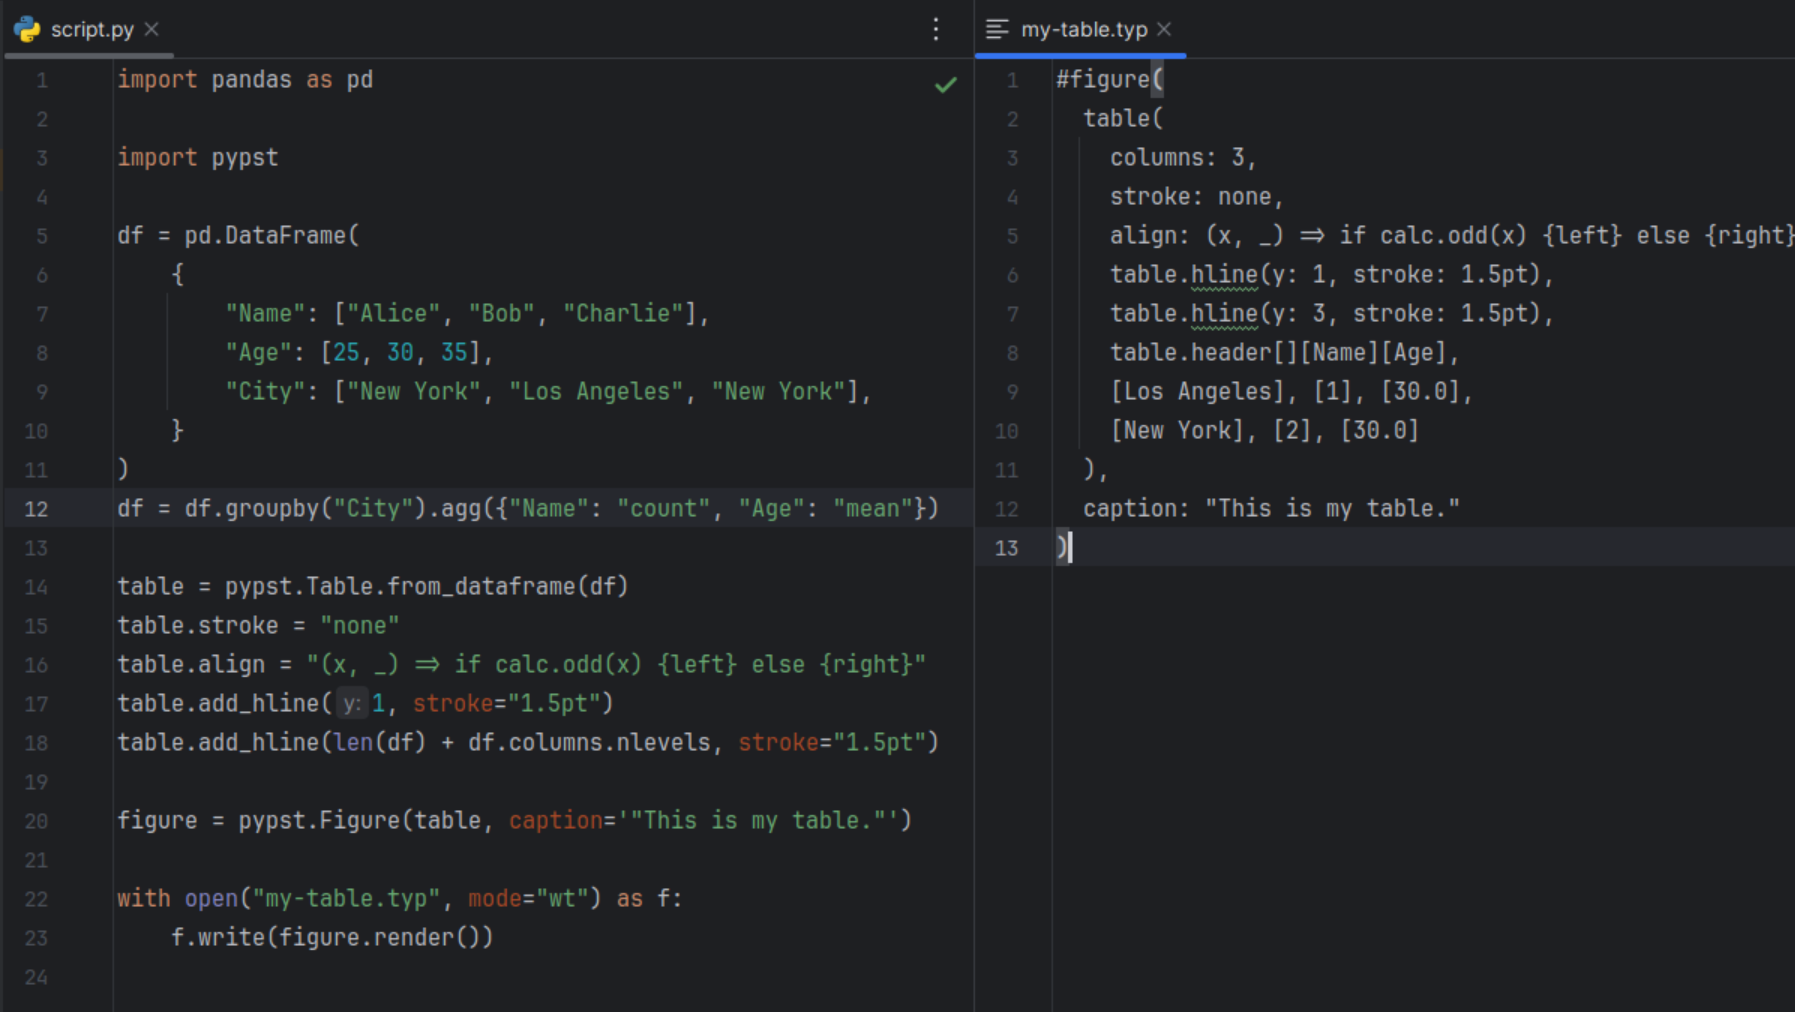 script.py
1 import pandas as pd
2
3 import pypst
4
5 df = pd.DataFrame(
6     {
7         "Name": ["Alice", "Bob", "Charlie"],
8         "Age": [25, 30, 35],
9         "City": ["New York", "Los Angeles", "New York"],
10     }
11 )
12 df = df.groupby("City").agg({"Name": "count", "Age": "mean"})
13
14 table = pypst.Table.from_dataframe(df)
15 table.stroke = "none"
16 table.align = "(x, _) => if calc.odd(x) {left} else {right}"
17 table.add_hline( y: 1, stroke="1.5pt")
18 table.add_hline(len(df) + df.columns.nlevels, stroke="1.5pt")
19
20 figure = pypst.Figure(table, caption='"This is my table."')
21
22 with open("my-table.typ", mode="wt") as f:
23     f.write(figure.render())
24
my-table.typ
1 #figure(
2   table(
3     columns: 3,
4     stroke: none,
5     align: (x, _) => if calc.odd(x) {left} else {right}
6     table.hline(y: 1, stroke: 1.5pt),
7     table.hline(y: 3, stroke: 1.5pt),
8     table.header[][Name][Age],
9     [Los Angeles], [1], [30.0],
10     [New York], [2], [30.0]
11   ),
12   caption: "This is my table."
13 )